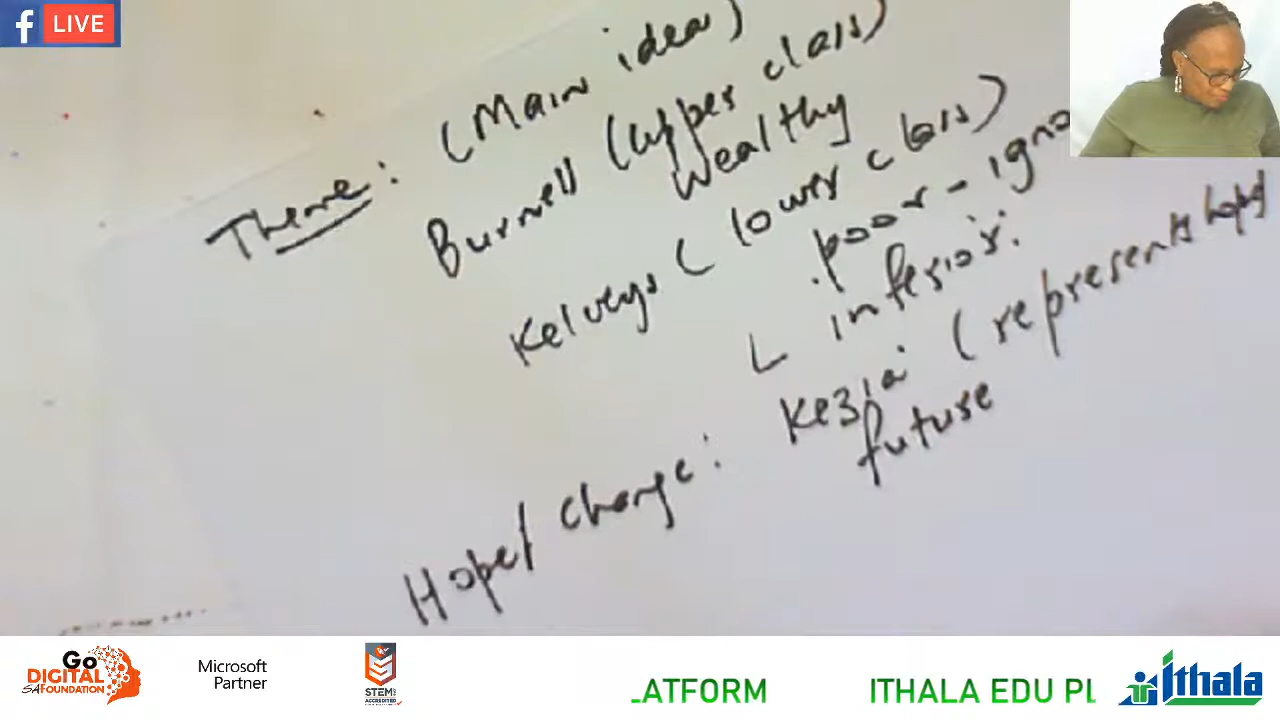 f LIVE
Theme: (Main idea)
Burnell (upper class)
wealthy
Kelveys (lower class)
poor - igno
L inferior.
Hope/change: Kezia (represents hope
future
Go
DIGITAL
SA FOUNDATION
Microsoft
Partner
STEM
ACCREDITED
ATFORM
ITHALA EDU PL
ithala